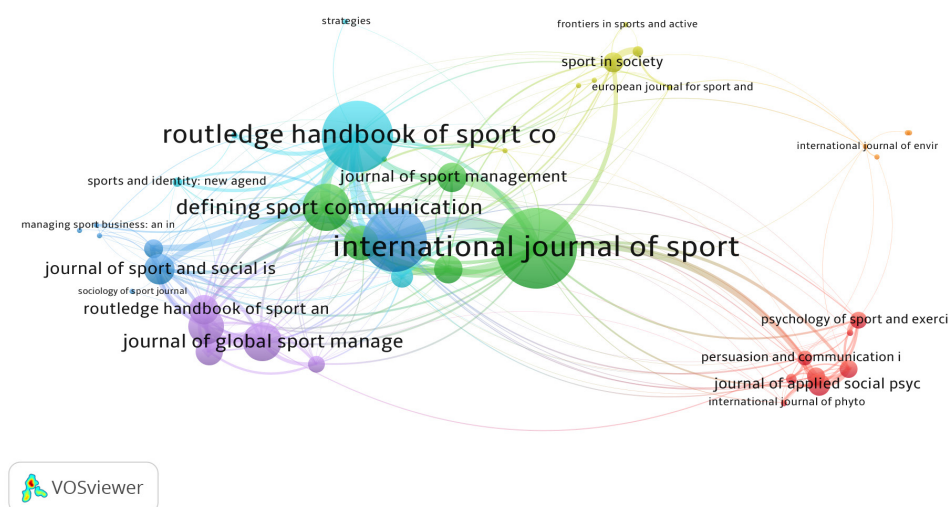 strategies
frontiers in sports and active
sport in society
european journal for sport and
routledge handbook of sport co
international journal of envir
journal of sport management
sports and identity: new agend
defining sport communication
managing sport business: an in
international journal of sport
journal of sport and social is
sociology of sport journal
routledge handbook of sport an
psychology of sport and exerci
journal of global sport manage
persuasion and communication i
journal of applied social psyc
international journal of phyto
VOSviewer